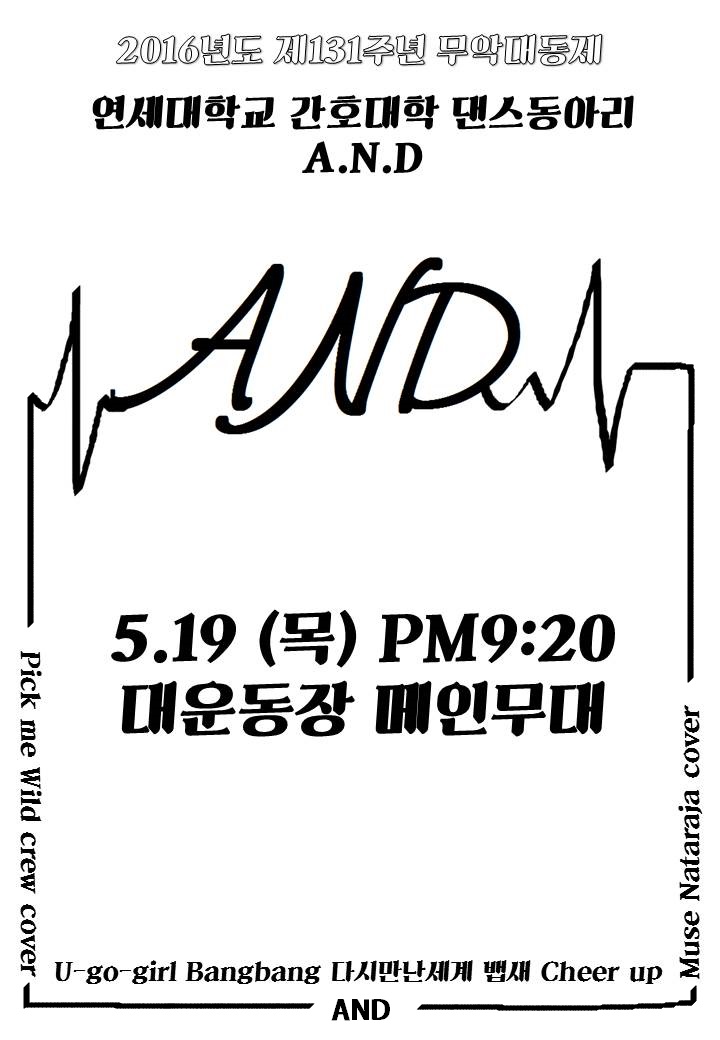 2016년도 제131주년 무악대동제
연세대학교 간호대학 댄스동아리
A.N.D
AND
5.19 (목) PM9:20
대운동장 메인무대
Pick me Wild crew cover
U-go-girl Bangbang 다시만난세계 뱁새 Cheer up
Muse Nataraja cover
AND